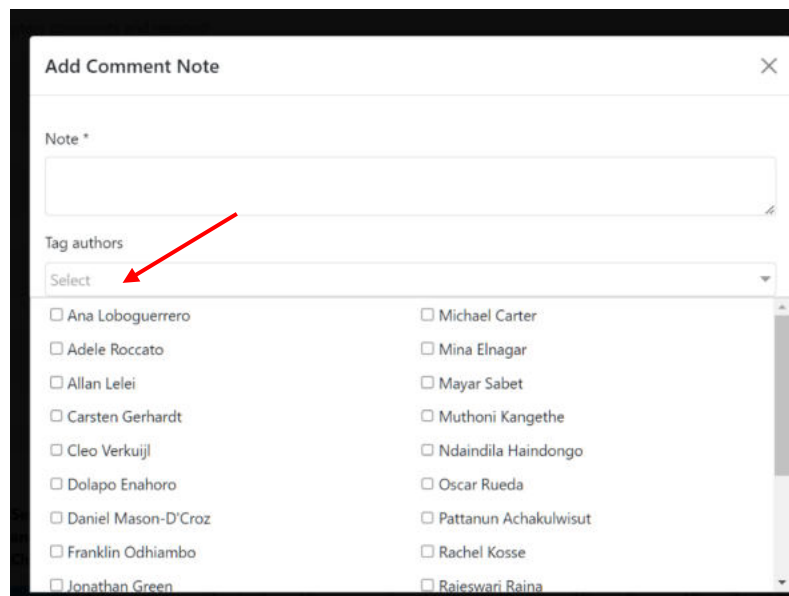 Add Comment Note
Note *
Tag authors
Select
Ana Loboguerrero
Michael Carter
Adele Roccato
Mina Elnagar
Allan Lelei
Mayar Sabet
Carsten Gerhardt
Muthoni Kangethe
Cleo Verkuijl
Ndaindila Haindongo
Dolapo Enahoro
Oscar Rueda
Daniel Mason-D'Croz
Pattanun Achakulwisut
Franklin Odhiambo
Rachel Kosse
Jonathan Green
Rajeswari Raina